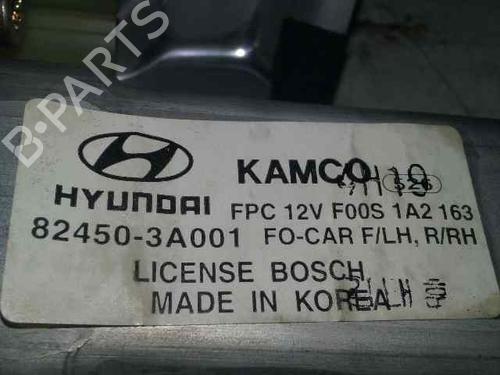 B-PARTS
HYUNDAI
KAMCO
S26
FPC 12V F00S 1A2 163
82450-3A001 FO-CAR F/LH, R/RH
LICENSE BOSCH
MADE IN KOREA